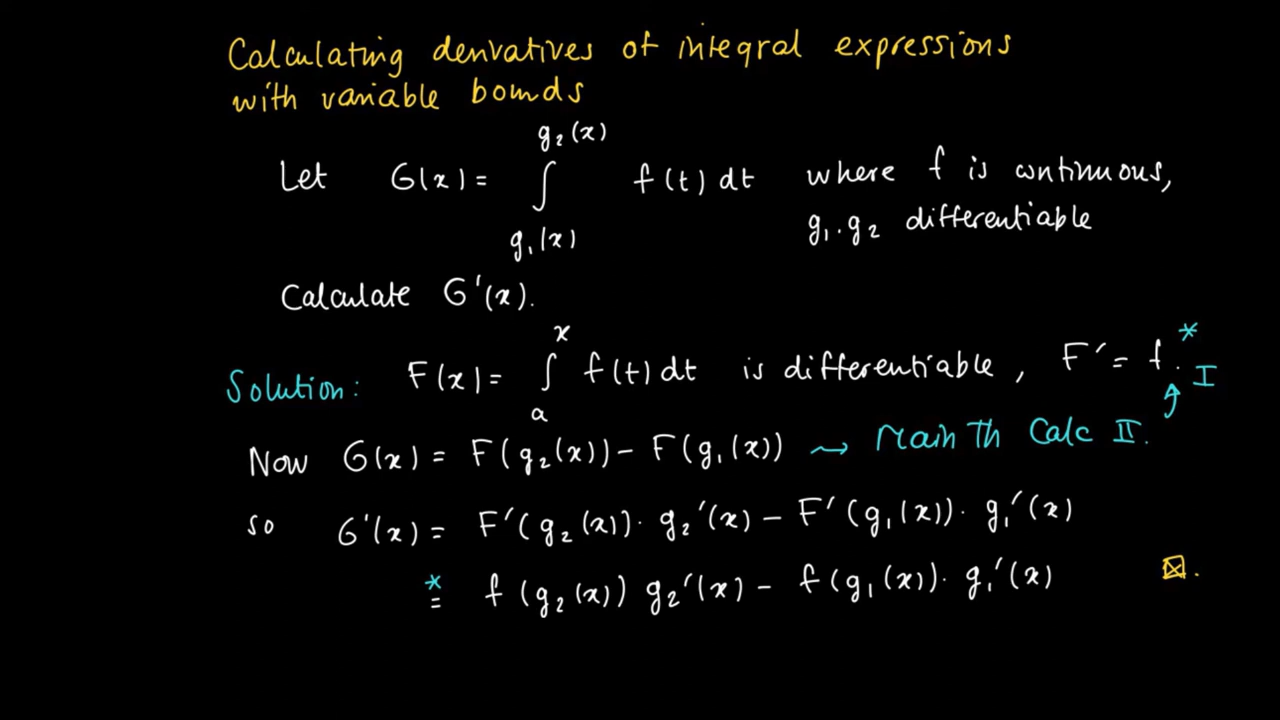 Calculating derivatives of integral expressions
with variable bounds
g₂(x)
Let G(x) = ∫ f(t) dt where f is continuous,
g₁(x) g₁. g₂ differentiable
Calculate G'(x).
x
Solution: F(x) = ∫ f(t) dt is differentiable, F' = f. * I
a
Now G(x) = F(g₂(x)) - F(g₁(x)) ⇝ Main Th Calc II.
so G'(x) = F'(g₂(x)). g₂'(x) - F'(g₁(x)). g₁'(x)
*= f(g₂(x)) g₂'(x) - f(g₁(x)). g₁'(x) ⊠.